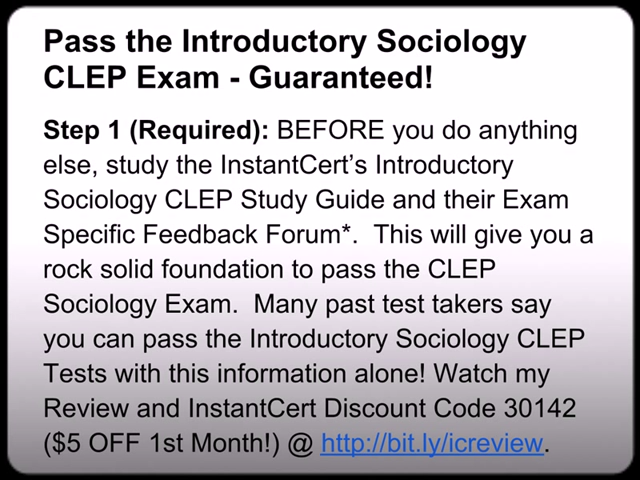 Pass the Introductory Sociology
CLEP Exam - Guaranteed!
Step 1 (Required): BEFORE you do anything
else, study the InstantCert’s Introductory
Sociology CLEP Study Guide and their Exam
Specific Feedback Forum*.  This will give you a
rock solid foundation to pass the CLEP
Sociology Exam.  Many past test takers say
you can pass the Introductory Sociology CLEP
Tests with this information alone! Watch my
Review and InstantCert Discount Code 30142
($5 OFF 1st Month!) @ http://bit.ly/icreview.